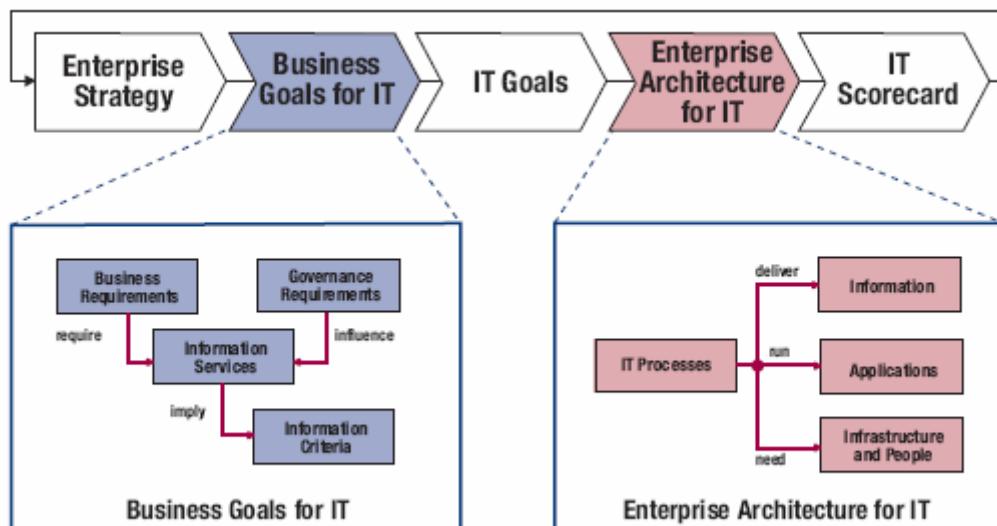 Enterprise
Strategy
Business
Goals for IT
IT Goals
Enterprise
Architecture
for IT
IT
Scorecard
Business
Requirements
Governance
Requirements
require
influence
Information
Services
imply
Information
Criteria
Business Goals for IT
deliver
Information
IT Processes
run
Applications
need
Infrastructure
and People
Enterprise Architecture for IT